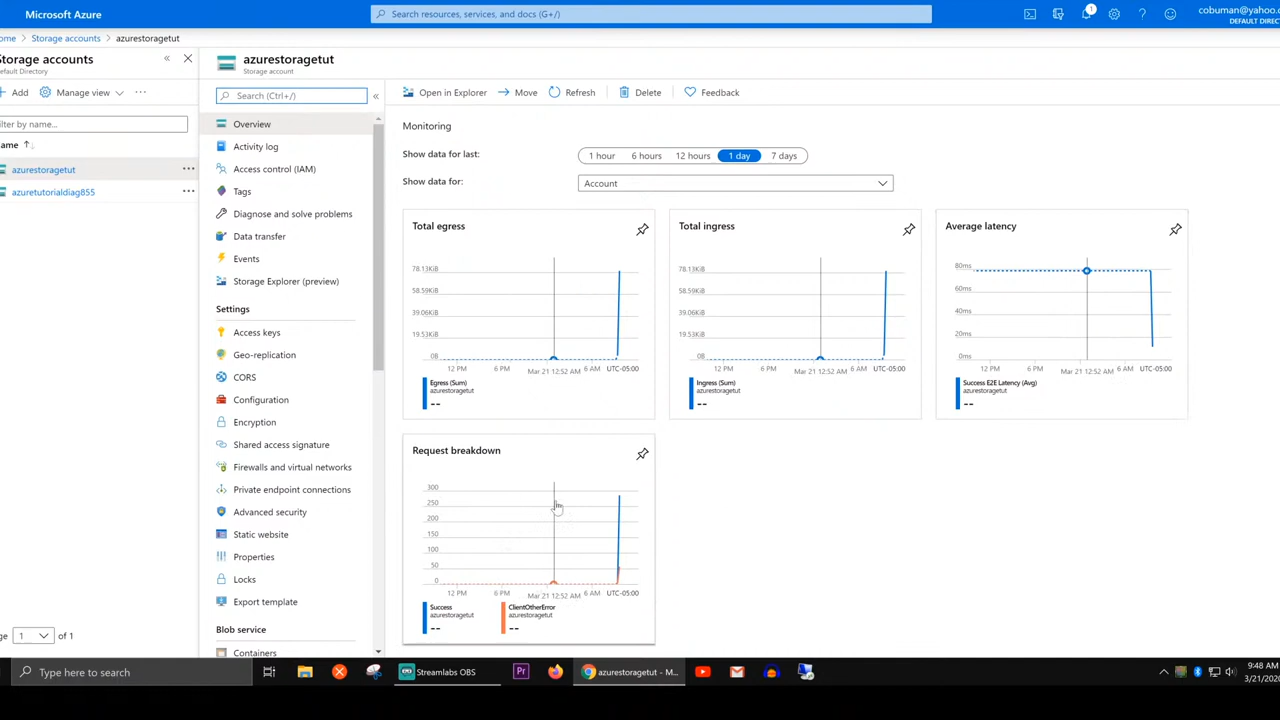 Microsoft Azure
Search resources, services, and docs (G+/)
1
cobuman@yahoo.c
DEFAULT DIREC
ome > Storage accounts > azurestoragetut
Storage accounts
efault Directory
azurestoragetut
Storage account
Add Manage view ...
Search (Ctrl+/)
Open in Explorer Move Refresh Delete Feedback
ilter by name...
ame
azurestoragetut ...
azuretutorialdiag855 ...
Overview
Activity log
Access control (IAM)
Tags
Diagnose and solve problems
Data transfer
Events
Storage Explorer (preview)
Settings
Access keys
Geo-replication
CORS
Configuration
Encryption
Shared access signature
Firewalls and virtual networks
Private endpoint connections
Advanced security
Static website
Properties
Locks
Export template
Blob service
Containers
Monitoring
Show data for last: 1 hour 6 hours 12 hours 1 day 7 days
Show data for: Account
Total egress
78.13KiB
58.59KiB
39.06KiB
19.53KiB
0B
12 PM 6 PM Mar 21 12:52 AM 6 AM UTC-05:00
Egress (Sum)
azurestoragetut
--
Total ingress
78.13KiB
58.59KiB
39.06KiB
19.53KiB
0B
12 PM 6 PM Mar 21 12:52 AM 6 AM UTC-05:00
Ingress (Sum)
azurestoragetut
--
Average latency
80ms
60ms
40ms
20ms
0ms
12 PM 6 PM Mar 21 12:52 AM 6 AM UTC-05:00
Success E2E Latency (Avg)
azurestoragetut
--
Request breakdown
300
250
200
150
100
50
0
12 PM 6 PM Mar 21 12:52 AM 6 AM UTC-05:00
Success
azurestoragetut
--
ClientOtherError
azurestoragetut
--
ge 1 of 1
Type here to search
Streamlabs OBS
Pr
azurestoragetut - M...
9:48 AM
3/21/2020